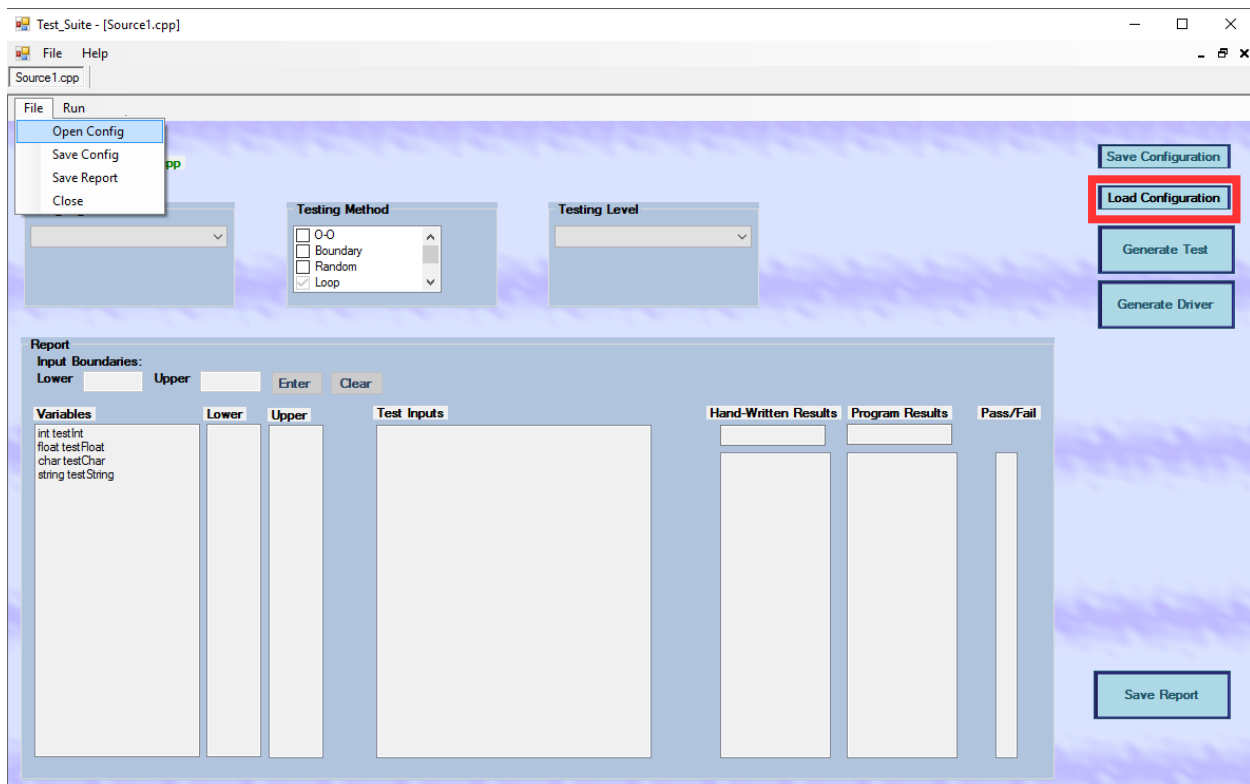 Test_Suite - [Source1.cpp]
File Help
Source1.cpp
File Run
Open Config
Save Config
Save Report
Close
pp
Save Configuration
Load Configuration
Generate Test
Generate Driver
Testing Method
O-O
Boundary
Random
Loop
Testing Level
Report
Input Boundaries:
Lower Upper Enter Clear
Variables Lower Upper Test Inputs Hand-Written Results Program Results Pass/Fail
int testInt
float testFloat
char testChar
string testString
Save Report